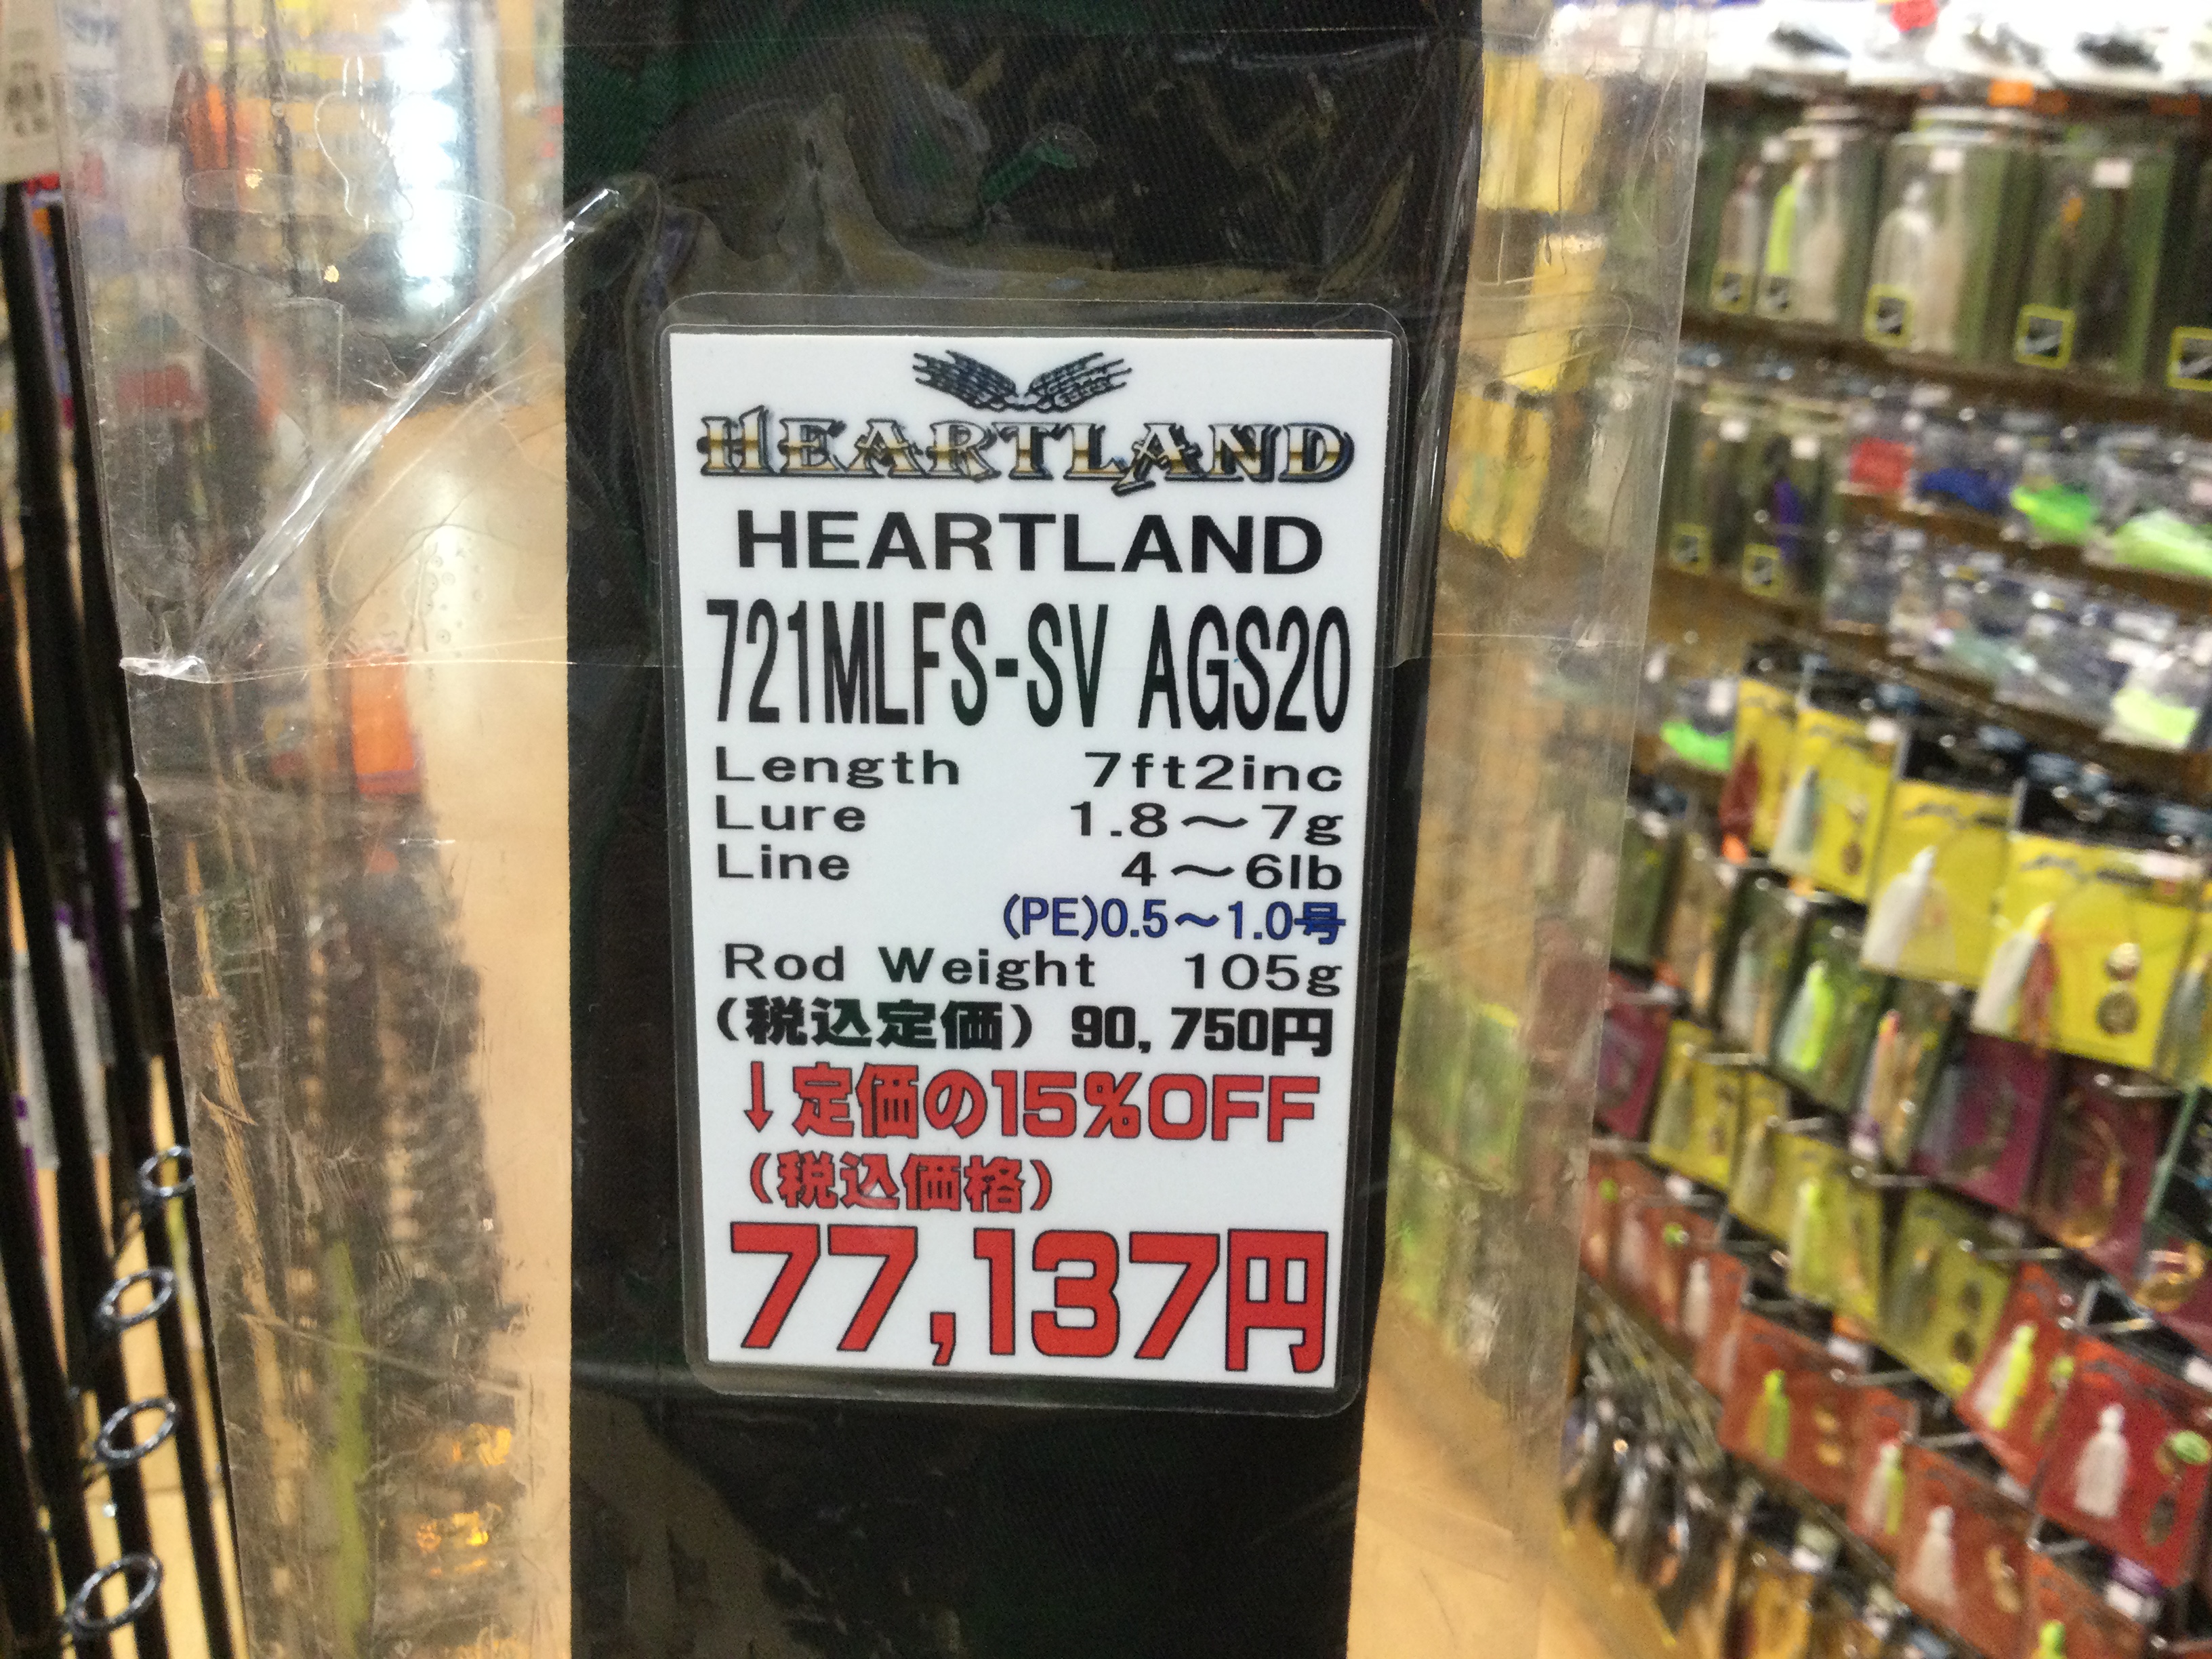 HEARTLAND
HEARTLAND
721MLFS-SV AGS20
Length 7ft2inc
Lure 1.8～7g
Line 4～6lb
(PE)0.5～1.0号
Rod Weight 105g
(税込定価) 90,750円
↓定価の15%OFF
(税込価格)
77,137円